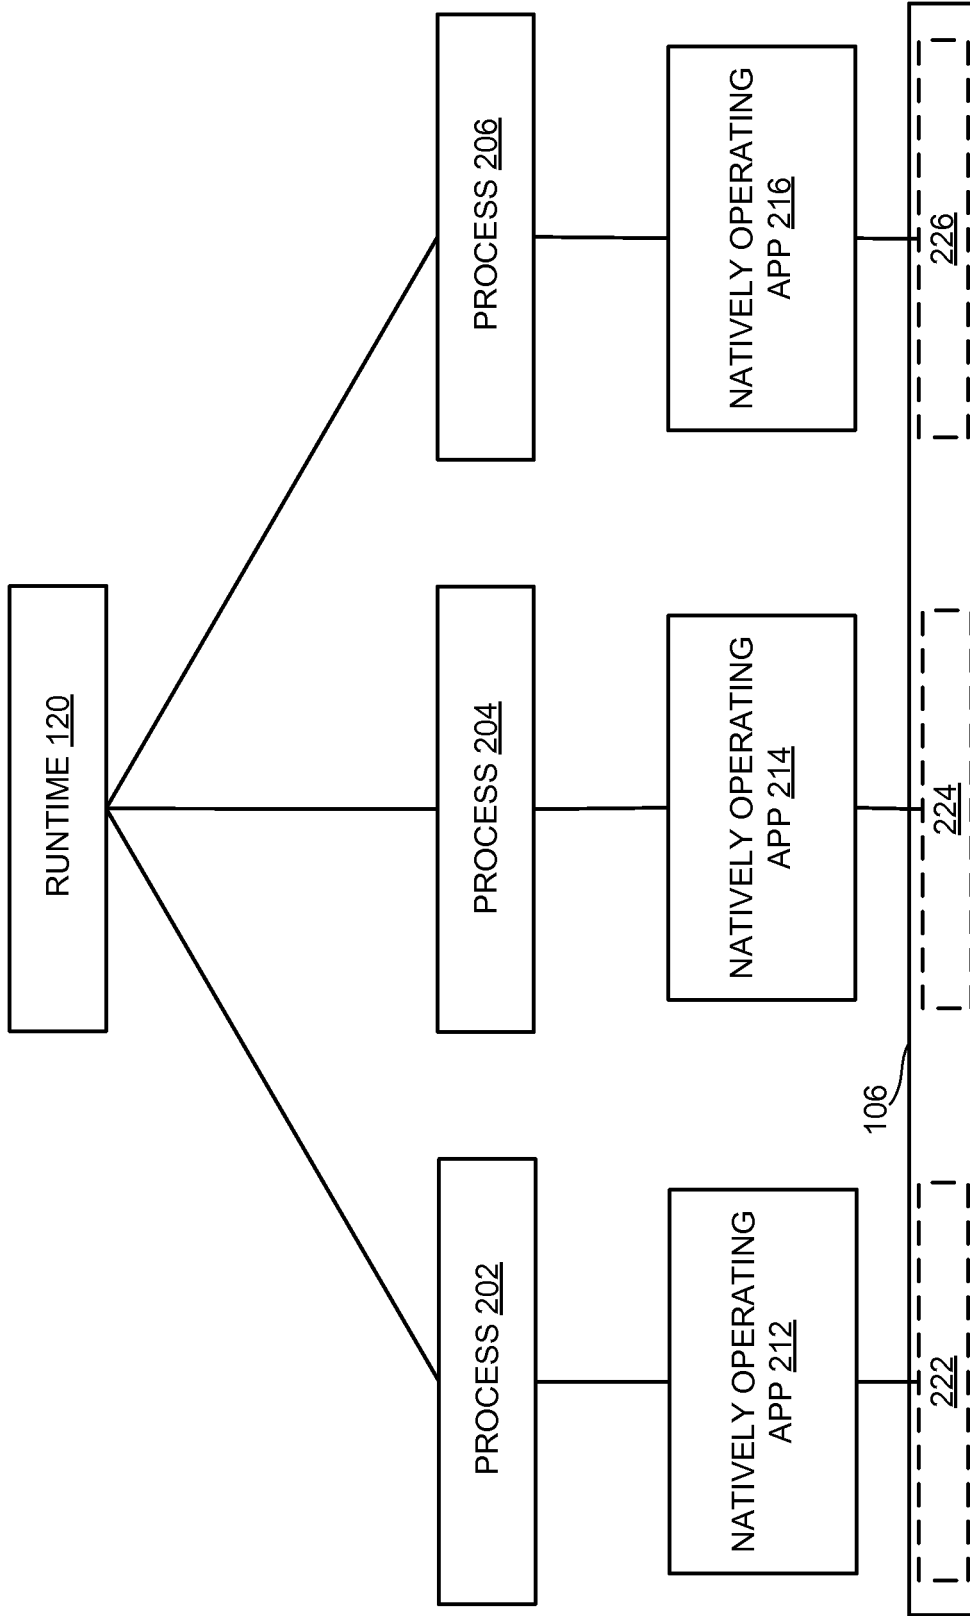 RUNTIME 120
PROCESS 202
PROCESS 204
PROCESS 206
NATIVELY OPERATING
APP 212
NATIVELY OPERATING
APP 214
NATIVELY OPERATING
APP 216
106
222
224
226